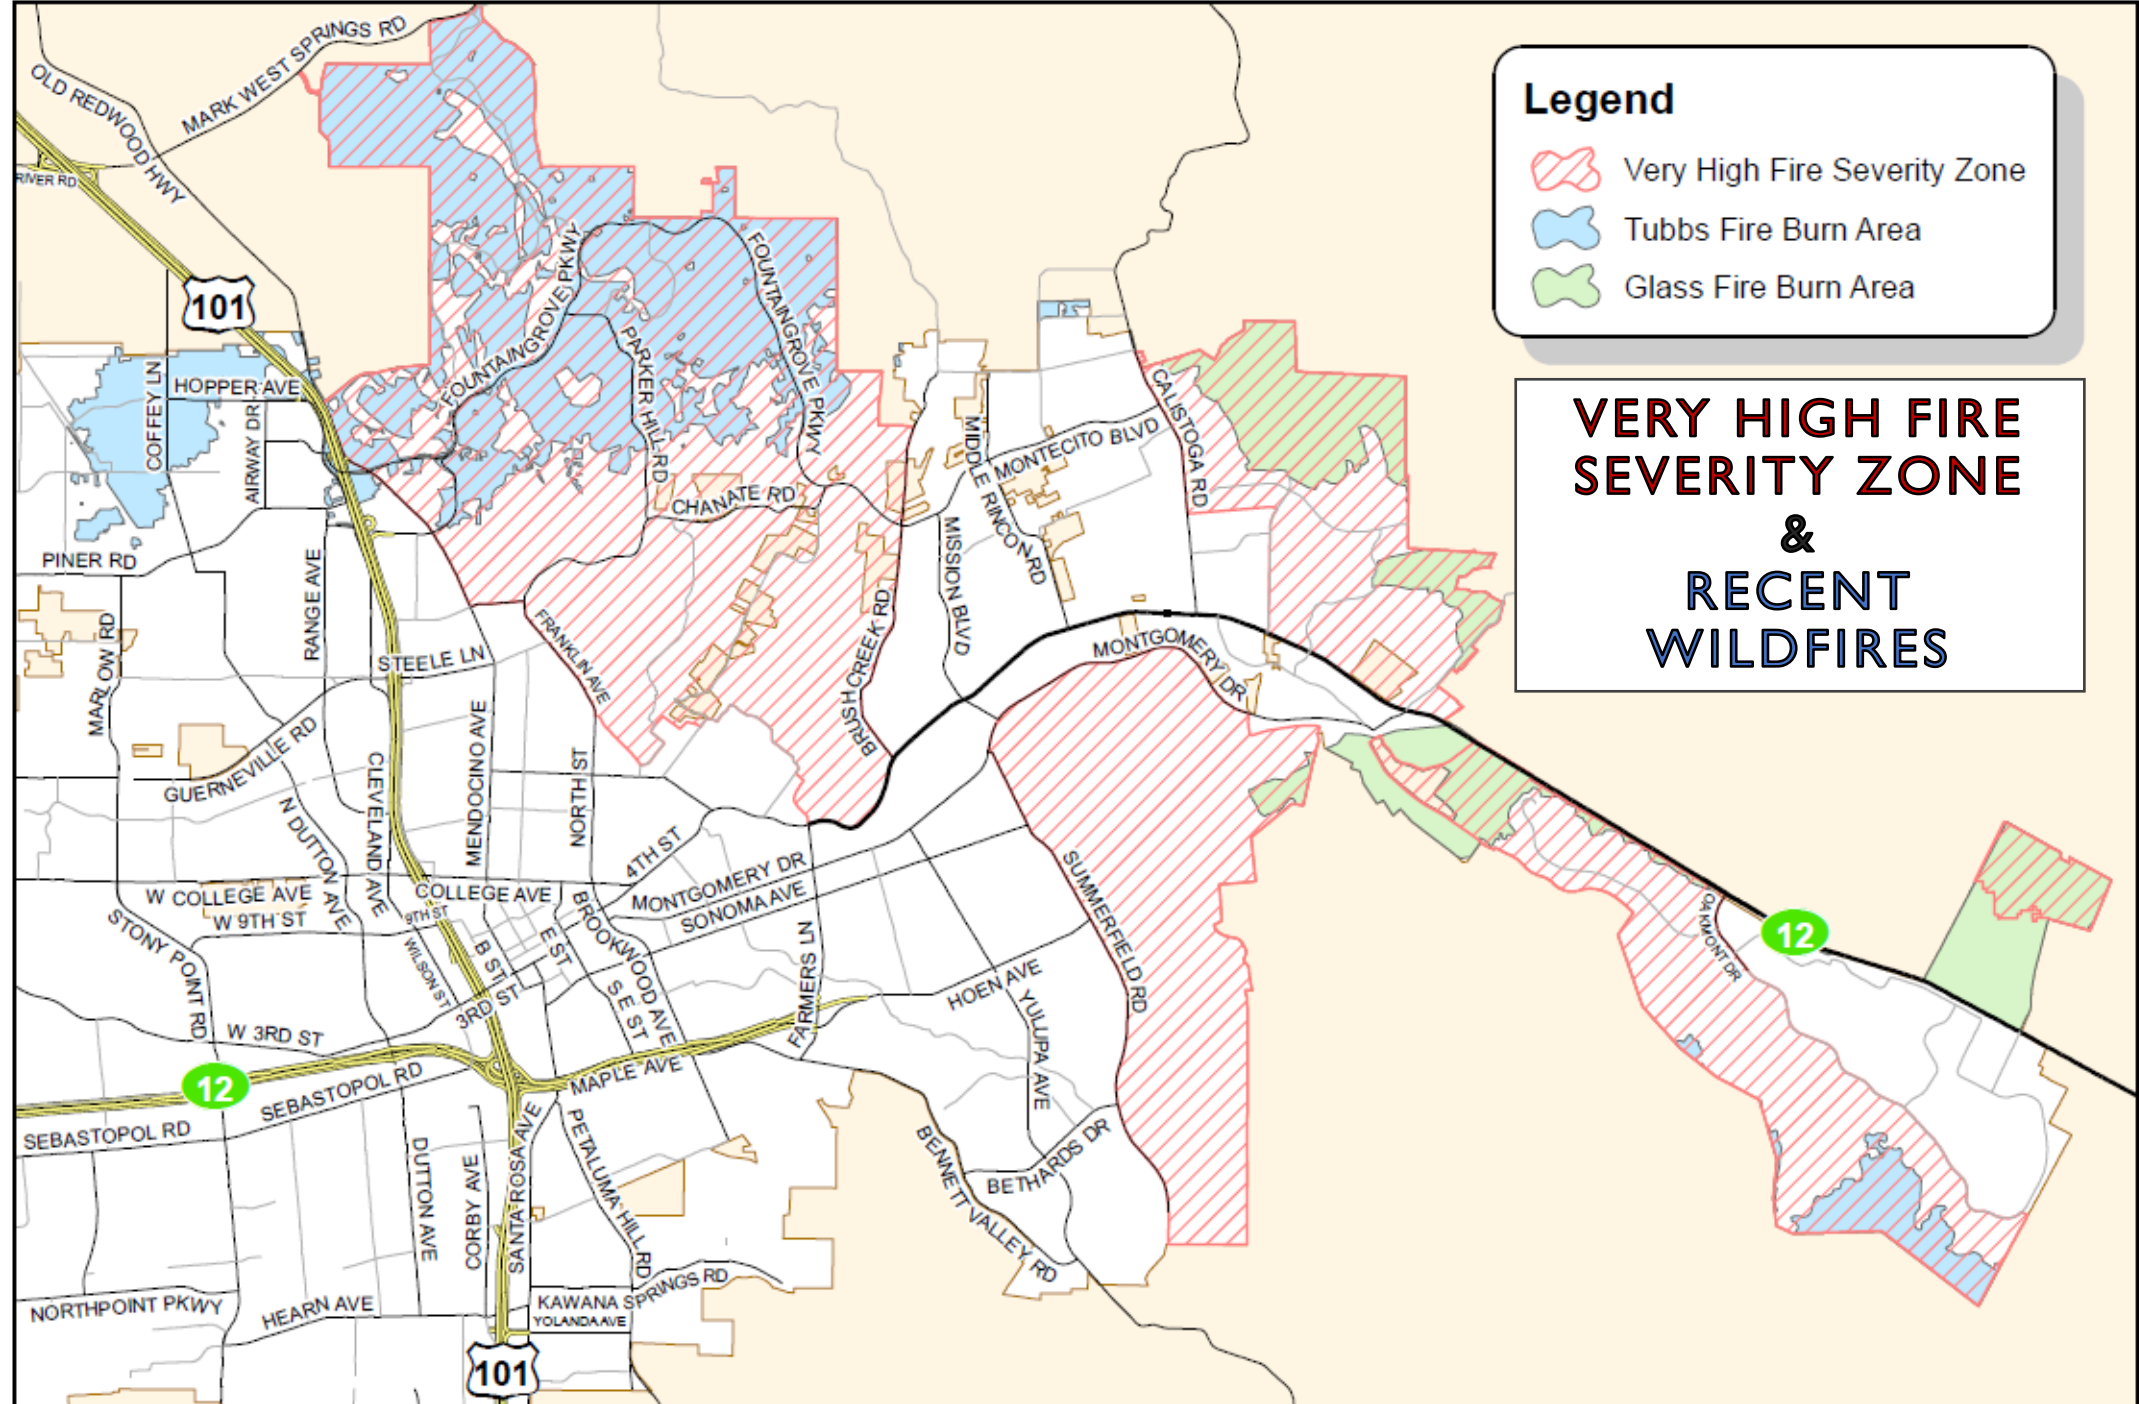 MARK WEST SPRINGS RD
OLD REDWOOD HWY
RIVER RD
101
HOPPER AVE
COFFEY LN
AIRWAY DR
FOUNTAINGROVE PKWY
FOUNTAINGROVE PKWY
PARKER HILL RD
CHANATE RD
MIDDLE RINCON RD
MONTECITO BLVD
CALISTOGA RD
MISSION BLVD
Legend
Very High Fire Severity Zone
Tubbs Fire Burn Area
Glass Fire Burn Area
VERY HIGH FIRE
SEVERITY ZONE
&
RECENT
WILDFIRES
PINER RD
RANGE AVE
MARLOW RD
STEELE LN
FRANKLIN AVE
BRUSH CREEK RD
MONTGOMERY DR
GUERNEVILLE RD
CLEVELAND AVE
MENDOCINO AVE
NORTH ST
N DUTTON AVE
4TH ST
MONTGOMERY DR
SONOMA AVE
SUMMERFIELD RD
W COLLEGE AVE
COLLEGE AVE
W 9TH ST
9TH ST
STONY POINT RD
WILSON ST
B ST
E ST
BROOKWOOD AVE
S E ST
FARMERS LN
HOEN AVE
YULUPA AVE
OAKMONT DR
12
3RD ST
W 3RD ST
12
SEBASTOPOL RD
MAPLE AVE
SEBASTOPOL RD
DUTTON AVE
CORBY AVE
SANTA ROSA AVE
PETALUMA HILL RD
BENNETT VALLEY RD
BETHARDS DR
NORTHPOINT PKWY
HEARN AVE
KAWANA SPRINGS RD
YOLANDA AVE
101